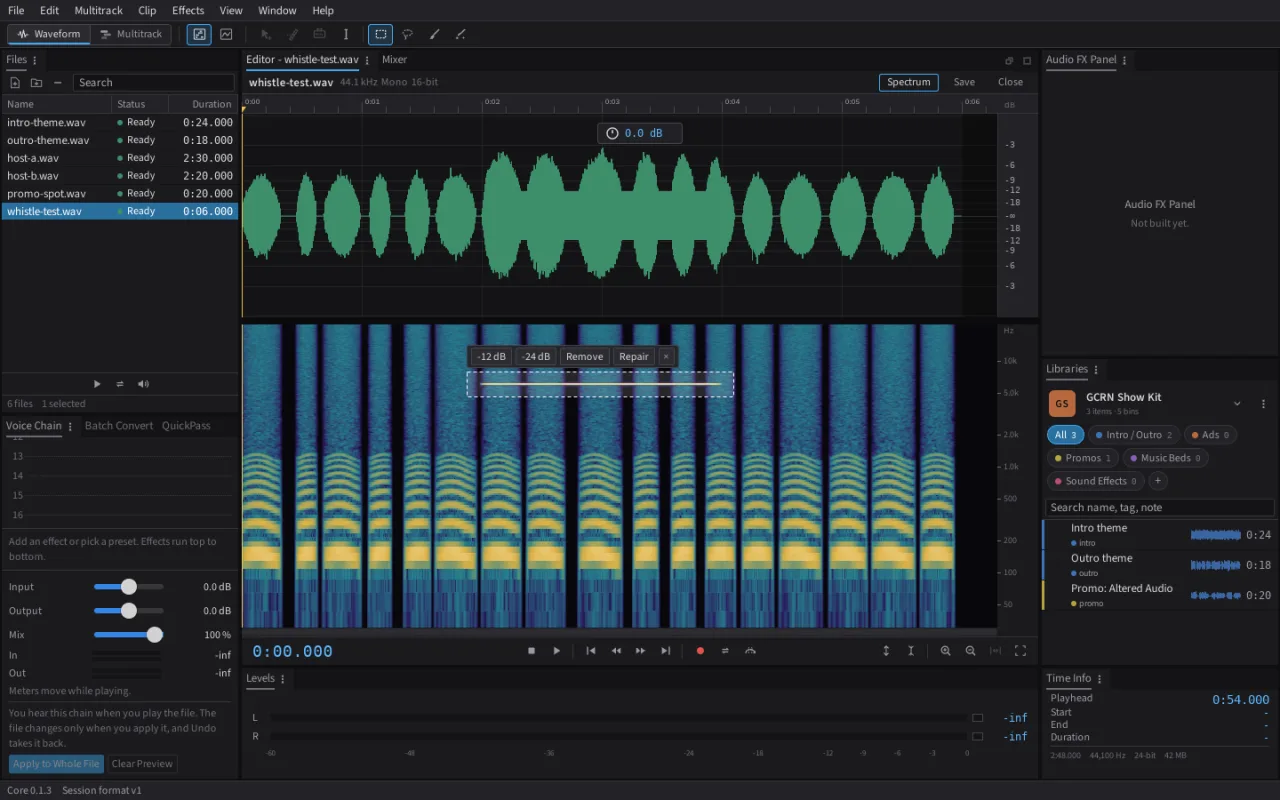 File Edit Multitrack Clip Effects View Window Help
Waveform Multitrack
Files
Search
Name Status Duration
intro-theme.wav Ready 0:24.000
outro-theme.wav Ready 0:18.000
host-a.wav Ready 2:30.000
host-b.wav Ready 2:20.000
promo-spot.wav Ready 0:20.000
whistle-test.wav Ready 0:06.000
6 files 1 selected
Voice Chain Batch Convert QuickPass
13
14
15
16
Add an effect or pick a preset. Effects run top to
bottom.
Input 0.0 dB
Output 0.0 dB
Mix 100 %
In -inf
Out -inf
Meters move while playing.
You hear this chain when you play the file. The
file changes only when you apply it, and Undo
takes it back.
Apply to Whole File Clear Preview
Editor - whistle-test.wav Mixer
whistle-test.wav 44.1 kHz Mono 16-bit Spectrum Save Close
0:00 0:01 0:02 0:03 0:04 0:05 0:06 dB
0.0 dB
-3
-6
-9
-12
-18
-∞
-18
-12
-9
-6
-3
Hz
-12 dB -24 dB Remove Repair ×
10k
5.0k
2.0k
1.0k
500
200
100
50
0:00.000
Levels
L -inf
R -inf
-60 -48 -36 -24 -18 -12 -9 -6 -3 0
Audio FX Panel
Audio FX Panel
Not built yet.
Libraries
GS GCRN Show Kit
3 items · 5 bins
All 3 Intro / Outro 2 Ads 0
Promos 1 Music Beds 0
Sound Effects 0 +
Search name, tag, note
Intro theme 0:24
intro
Outro theme 0:18
outro
Promo: Altered Audio 0:20
promo
Time Info
Playhead 0:54.000
Start -
End -
Duration -
2:48.000 44,100 Hz 24-bit 42 MB
Core 0.1.3 Session format v1